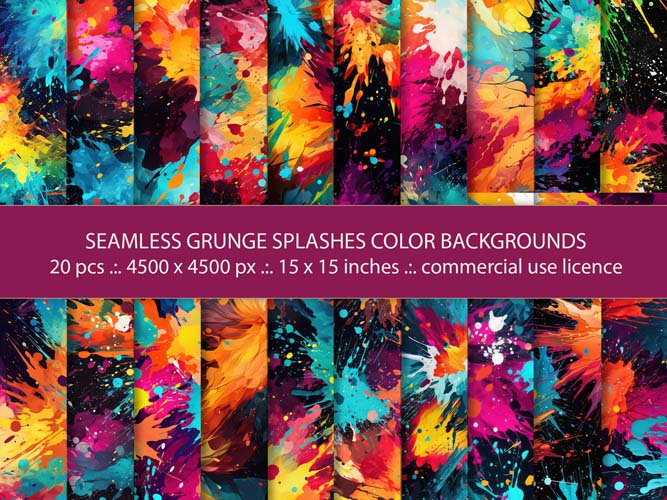 SEAMLESS GRUNGE SPLASHES COLOR BACKGROUNDS
20 pcs .:. 4500 x 4500 px .:. 15 x 15 inches .:. commercial use licence